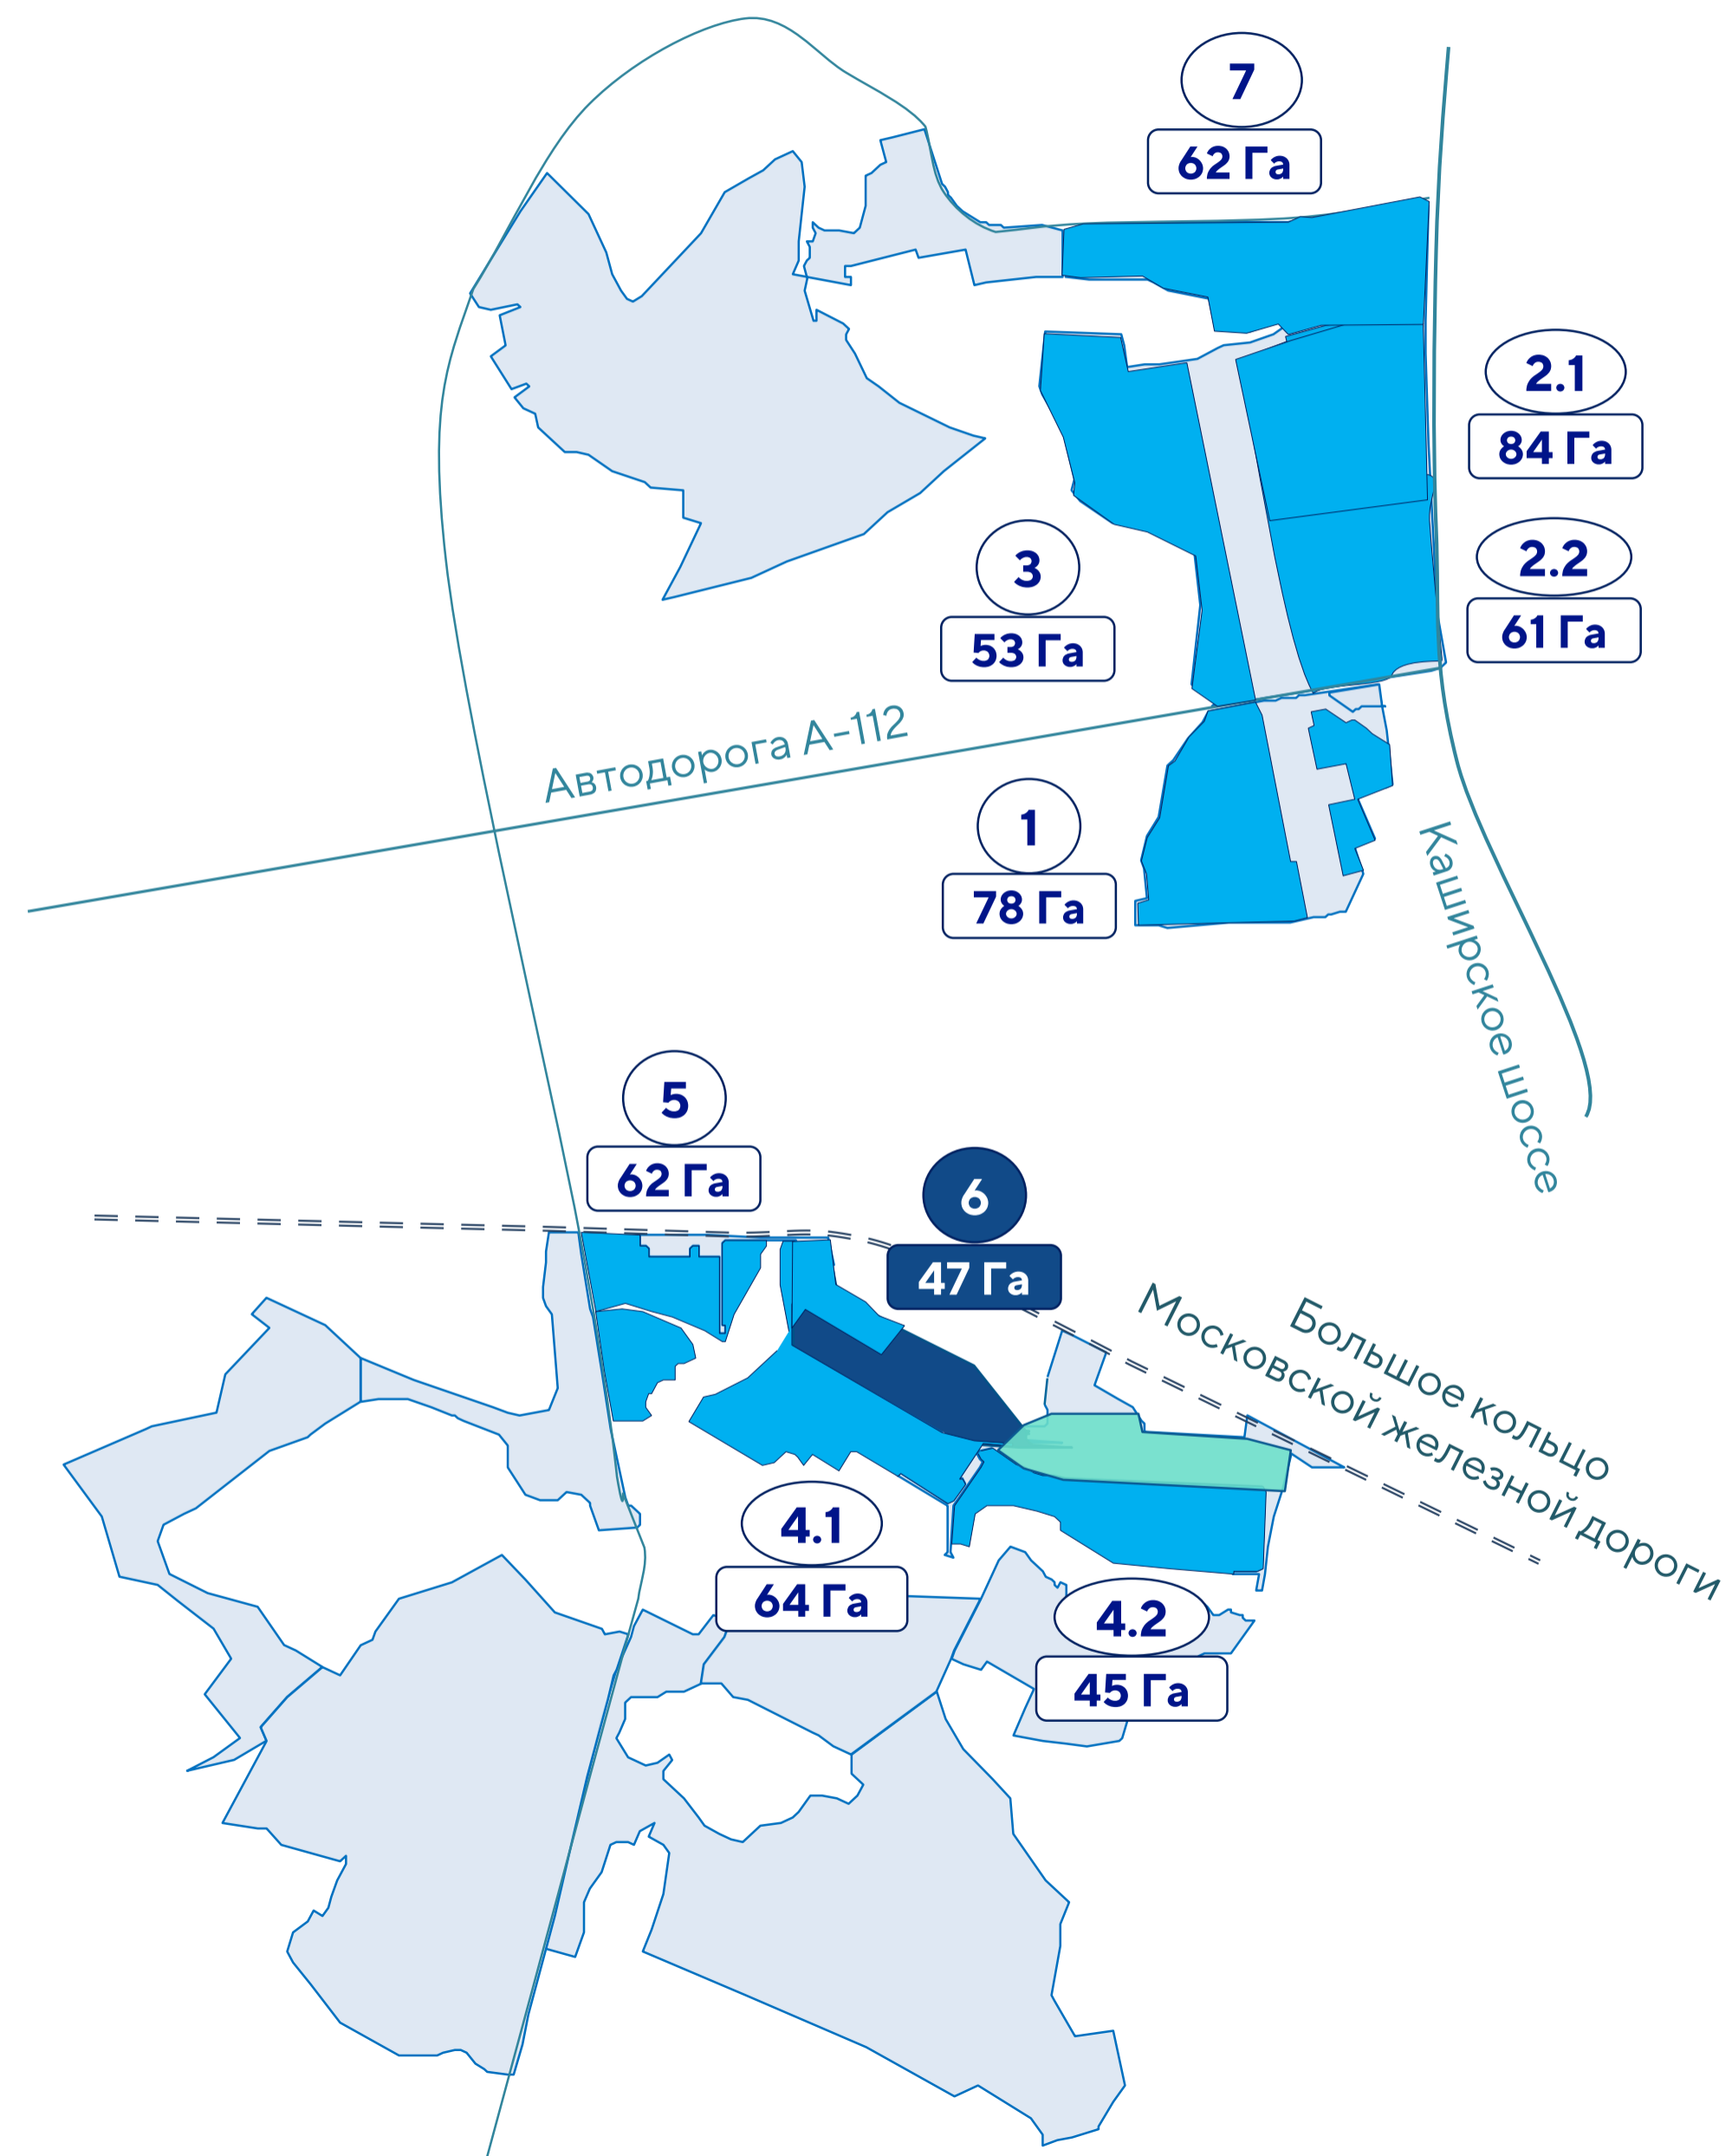 7
62 Га
2.1
84 Га
2.2
61 Га
3
53 Га
Автодорога А-112
1
78 Га
Каширское шоссе
5
62 Га
6
47 Га
Большое кольцо
Московской железной дороги
4.1
64 Га
4.2
45 Га